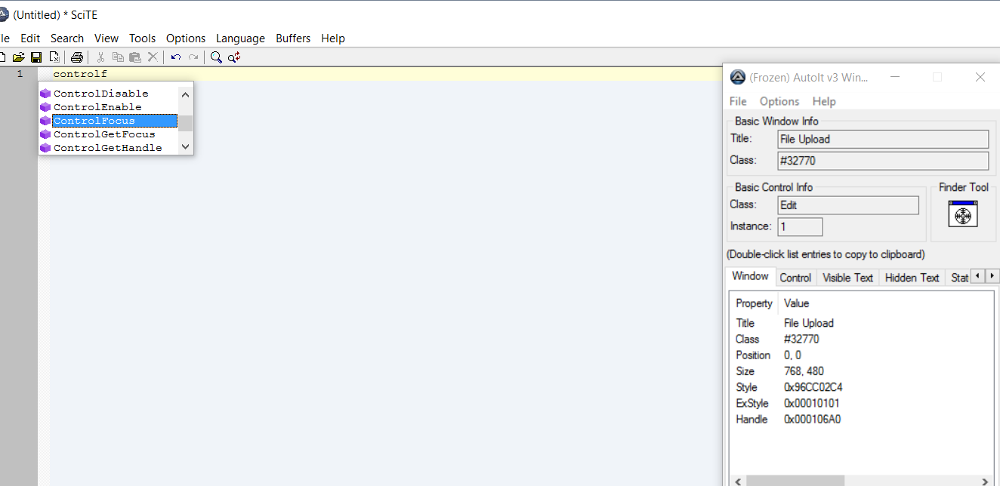 (Untitled) * SciTE
le Edit Search View Tools Options Language Buffers Help
1 controlf
ControlDisable
ControlEnable
ControlFocus
ControlGetFocus
ControlGetHandle
(Frozen) AutoIt v3 Win...
File Options Help
Basic Window Info
Title: File Upload
Class: #32770
Basic Control Info
Class: Edit
Instance: 1
Finder Tool
(Double-click list entries to copy to clipboard)
Window Control Visible Text Hidden Text Stat
Property Value
Title File Upload
Class #32770
Position 0, 0
Size 768, 480
Style 0x96CC02C4
ExStyle 0x00010101
Handle 0x000106A0